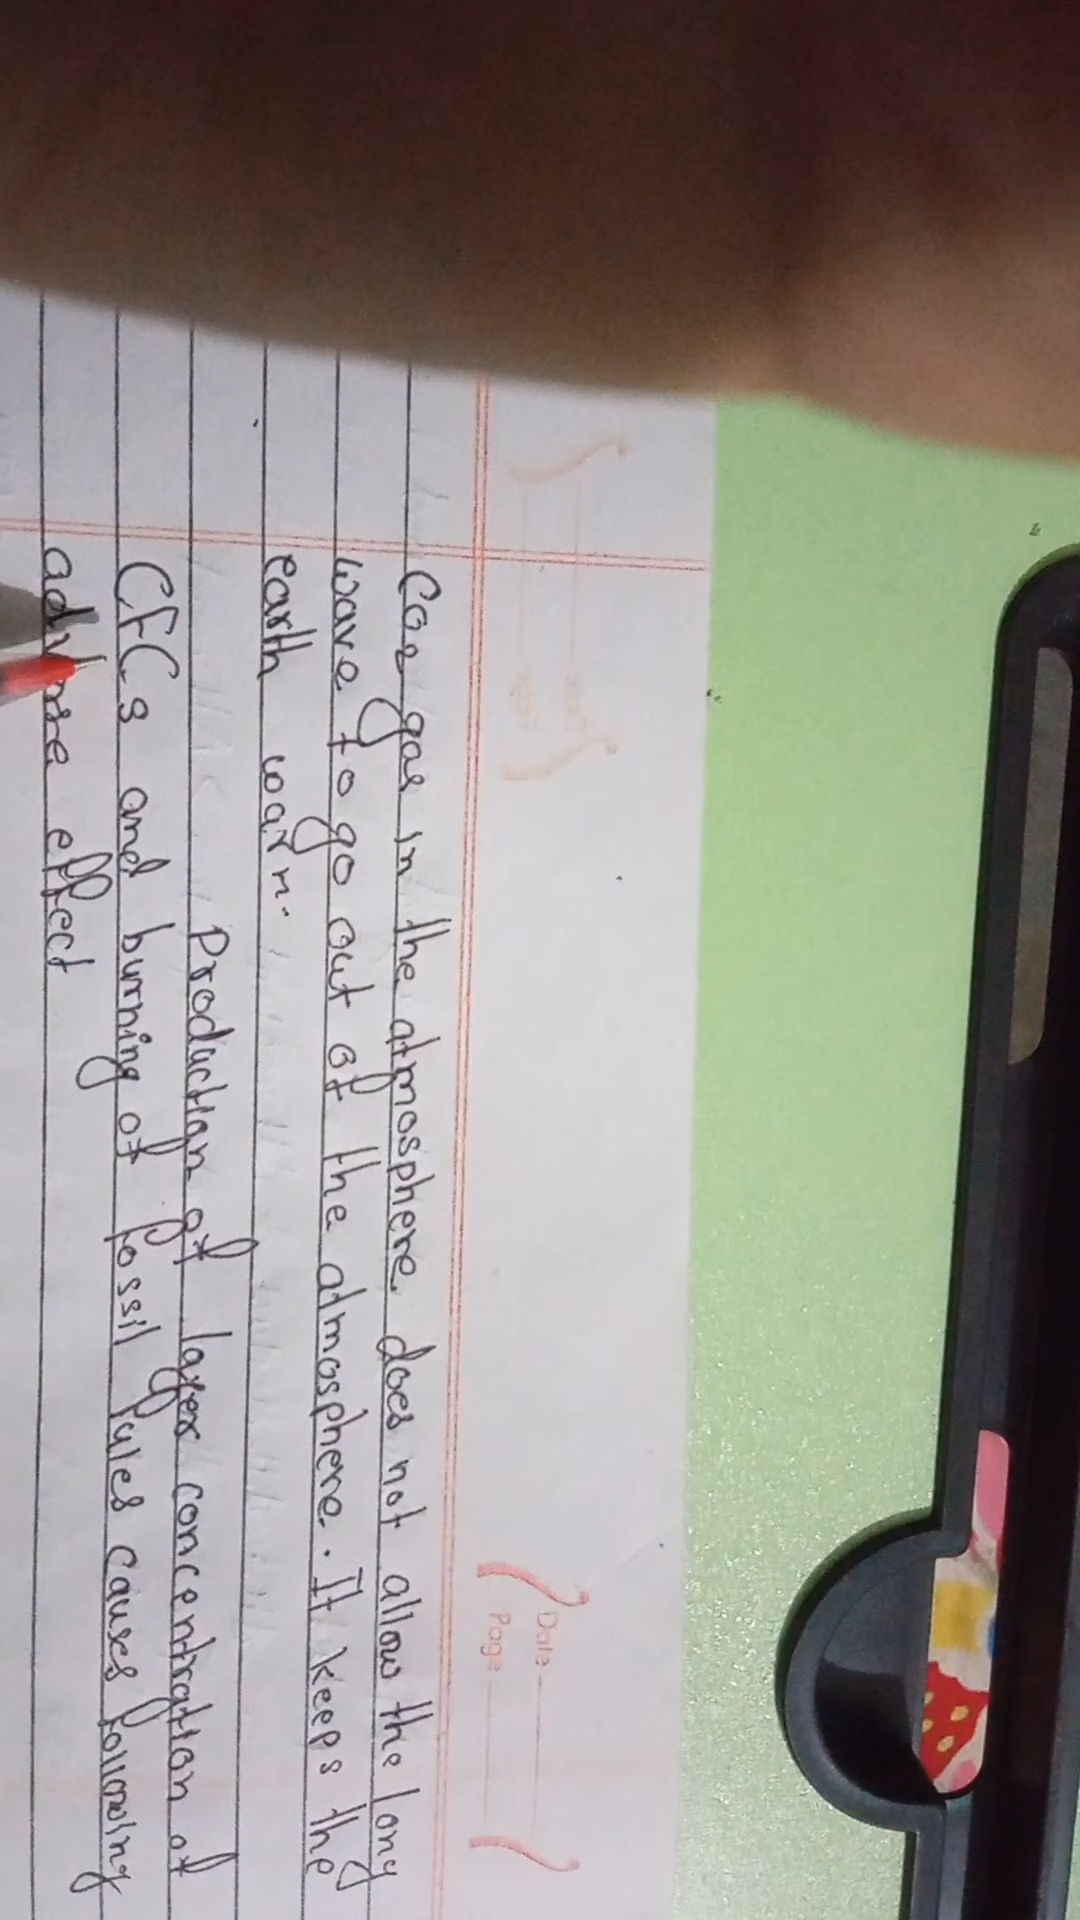 Date
Page
Co2 gas in the atmosphere does not allow the long
wave to go out of the atmosphere. It keeps the
earth warm.
Production of layer concentration of
CFCs and burning of fossil fules causes following
effect